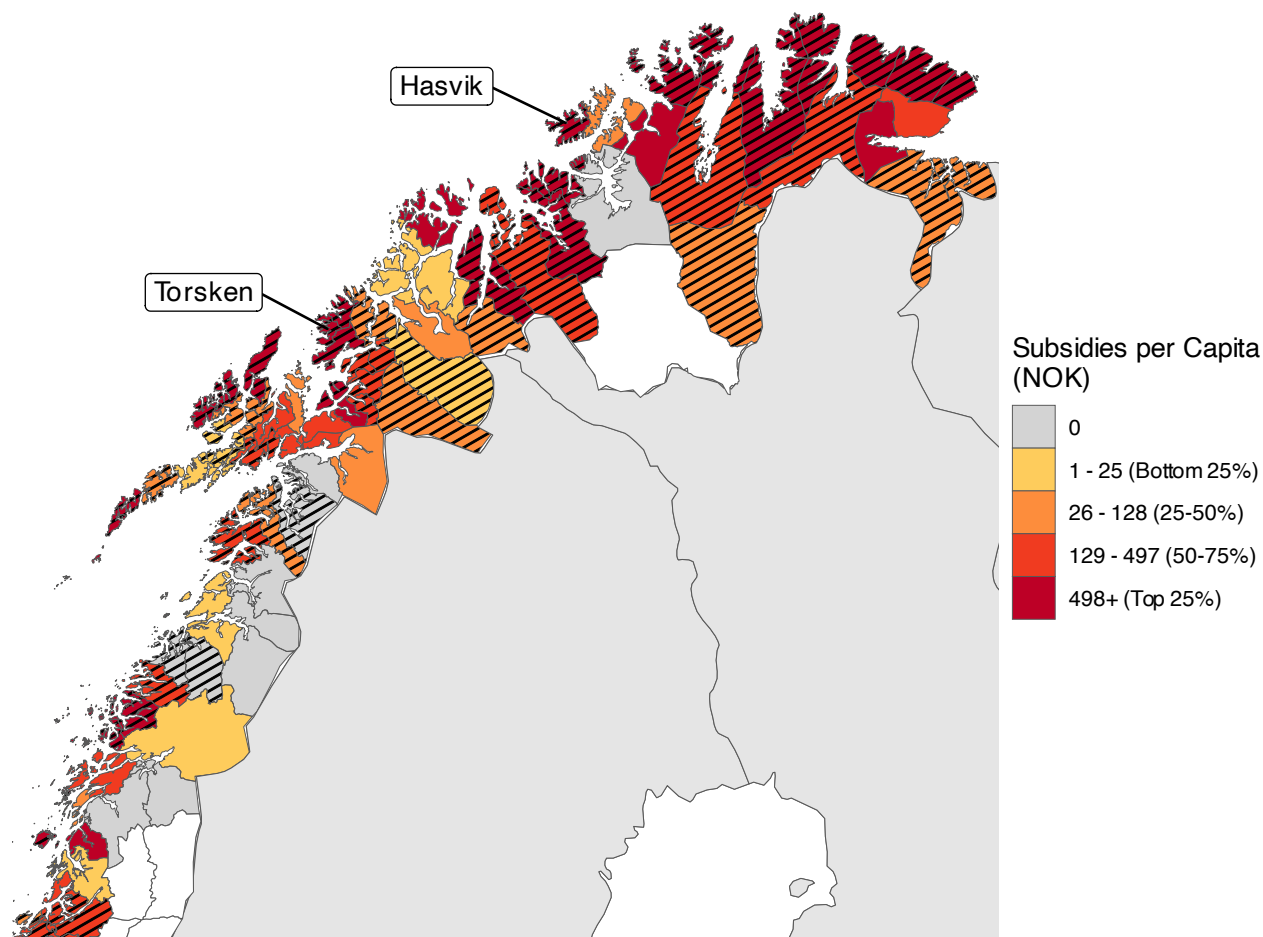 Hasvik
Torsken
Subsidies per Capita
(NOK)
0
1 - 25 (Bottom 25%)
26 - 128 (25-50%)
129 - 497 (50-75%)
498+ (Top 25%)